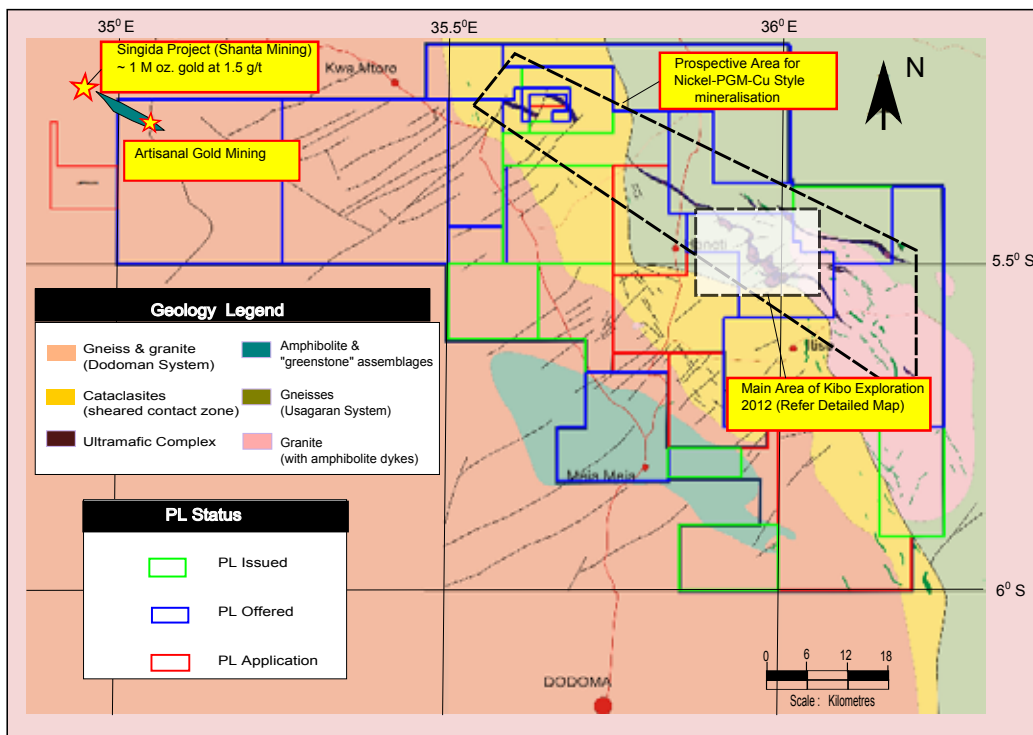 35⁰ E
35.5⁰ E
36⁰ E
Singida Project (Shanta Mining)
~ 1 M oz. gold at 1.5 g/t
Kwa Mtoro
Prospective Area for
Nickel-PGM-Cu Style
mineralisation
N
Artisanal Gold Mining
5.5⁰ S
Geology Legend
Gneiss & granite
(Dodoman System)
Cataclasites
(sheared contact zone)
Ultramafic Complex
Amphibolite &
"greenstone" assemblages
Gneisses
(Usagaran System)
Granite
(with amphibolite dykes)
Main Area of Kibo Exploration
2012 (Refer Detailed Map)
Meia Meia
PL Status
PL Issued
PL Offered
PL Application
6⁰ S
DODOMA
0 6 12 18
Scale : Kilometres